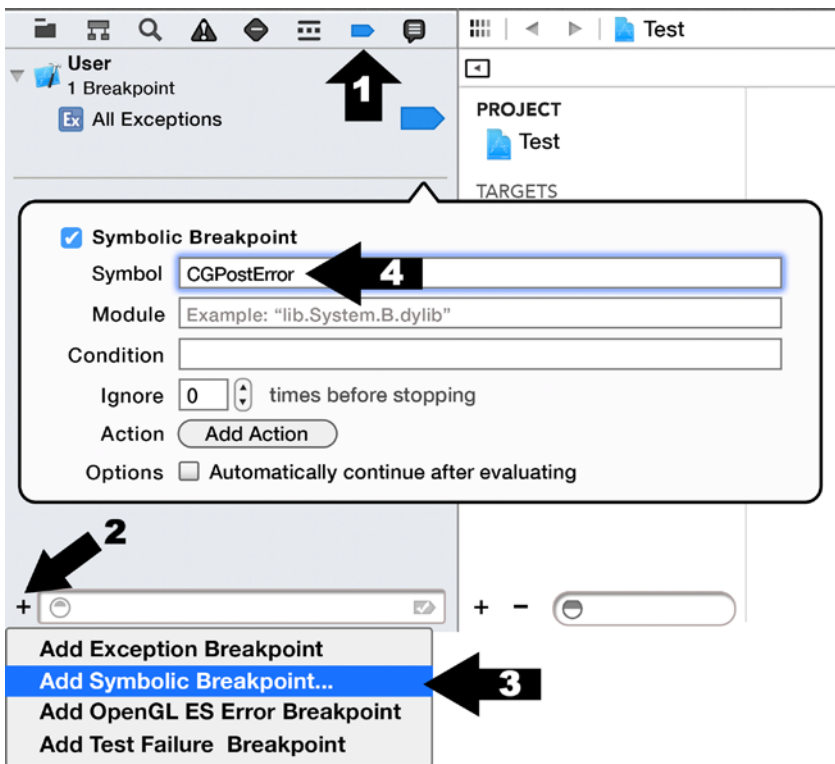 Test
User
1 Breakpoint
1
Ex All Exceptions
PROJECT
Test
TARGETS
Symbolic Breakpoint
Symbol CGPostError 4
Module Example: “lib.System.B.dylib”
Condition
Ignore 0 times before stopping
Action Add Action
Options Automatically continue after evaluating
2
+
+ −
Add Exception Breakpoint
Add Symbolic Breakpoint...
3
Add OpenGL ES Error Breakpoint
Add Test Failure Breakpoint